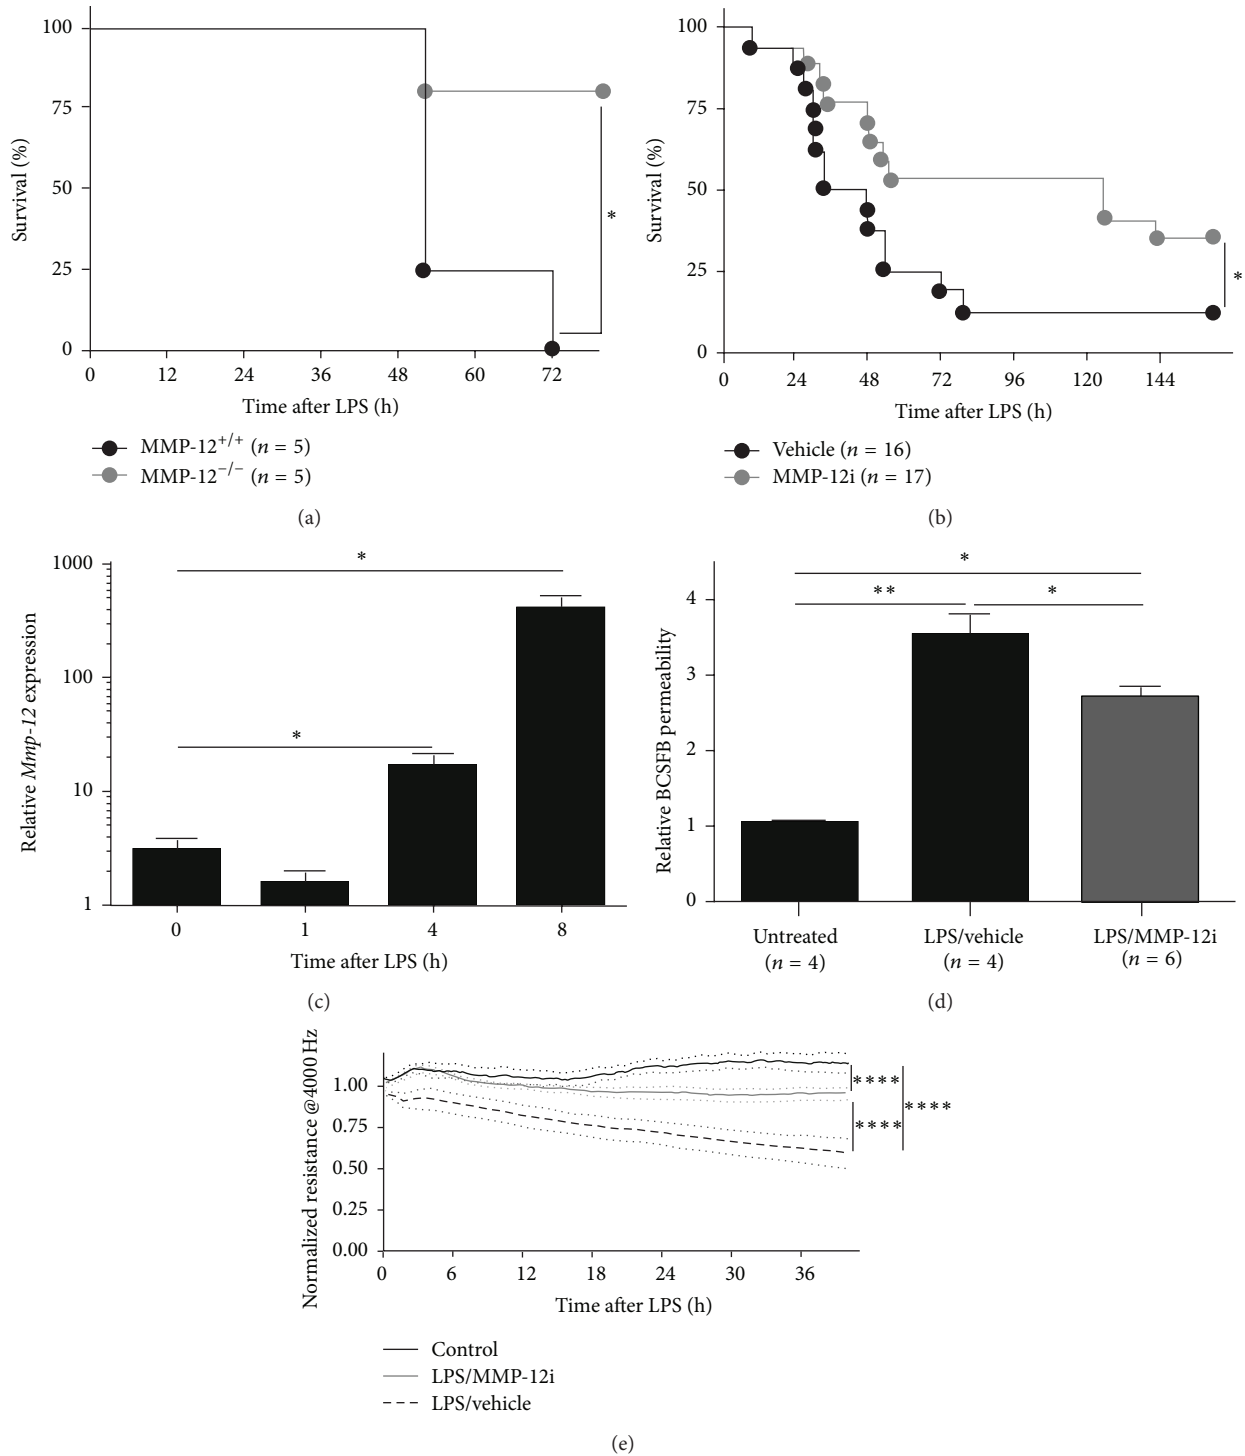 100
75
50
25
0
Survival (%)
*
0 12 24 36 48 60 72
Time after LPS (h)
MMP-12+/+ (n = 5)
MMP-12−/− (n = 5)
(a)
100
75
50
25
0
Survival (%)
*
0 24 48 72 96 120 144
Time after LPS (h)
Vehicle (n = 16)
MMP-12i (n = 17)
(b)
1000
100
10
1
Relative Mmp-12 expression
*
*
0 1 4 8
Time after LPS (h)
(c)
4
3
2
1
0
Relative BCSFB permeability
*
** *
Untreated
(n = 4)
LPS/vehicle
(n = 4)
LPS/MMP-12i
(n = 6)
(d)
1.00
0.75
0.50
0.25
0.00
Normalized resistance @4000 Hz
****
****
****
0 6 12 18 24 30 36
Time after LPS (h)
Control
LPS/MMP-12i
LPS/vehicle
(e)